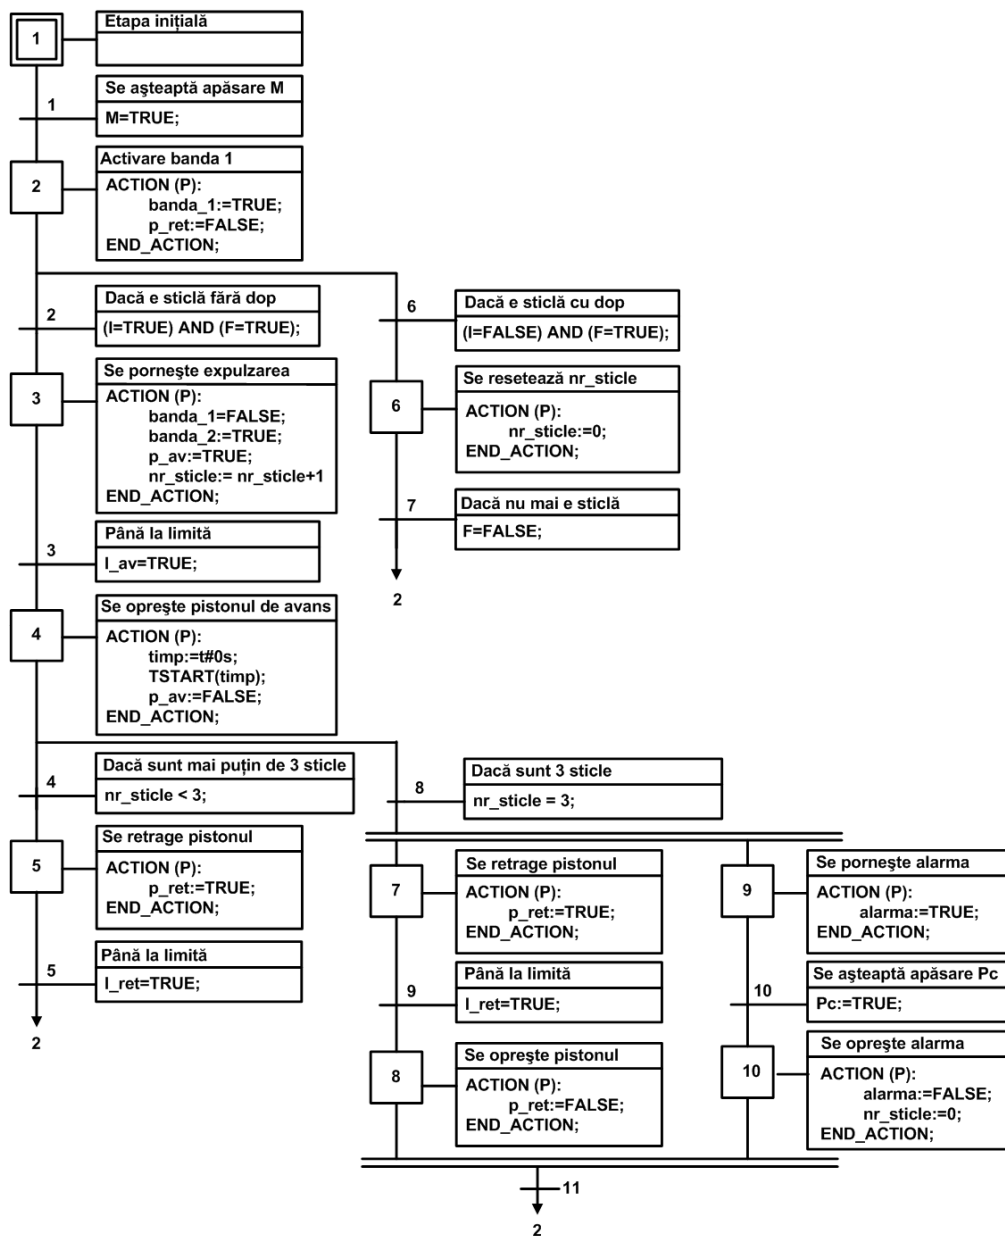 1
Etapa inițială
1
Se aşteaptă apăsare M
M=TRUE;
2
Activare banda 1
ACTION (P):
banda_1:=TRUE;
p_ret:=FALSE;
END_ACTION;
2
Dacă e sticlă fără dop
(I=TRUE) AND (F=TRUE);
3
Se porneşte expulzarea
ACTION (P):
banda_1=FALSE;
banda_2:=TRUE;
p_av:=TRUE;
nr_sticle:= nr_sticle+1
END_ACTION;
3
Până la limită
l_av=TRUE;
4
Se opreşte pistonul de avans
ACTION (P):
timp:=t#0s;
TSTART(timp);
p_av:=FALSE;
END_ACTION;
4
Dacă sunt mai puțin de 3 sticle
nr_sticle < 3;
5
Se retrage pistonul
ACTION (P):
p_ret:=TRUE;
END_ACTION;
5
Până la limită
l_ret=TRUE;
2
6
Dacă e sticlă cu dop
(I=FALSE) AND (F=TRUE);
6
Se resetează nr_sticle
ACTION (P):
nr_sticle:=0;
END_ACTION;
7
Dacă nu mai e sticlă
F=FALSE;
2
8
Dacă sunt 3 sticle
nr_sticle = 3;
7
Se retrage pistonul
ACTION (P):
p_ret:=TRUE;
END_ACTION;
9
Până la limită
l_ret=TRUE;
8
Se opreşte pistonul
ACTION (P):
p_ret:=FALSE;
END_ACTION;
9
Se porneşte alarma
ACTION (P):
alarma:=TRUE;
END_ACTION;
10
Se aşteaptă apăsare Pc
Pc:=TRUE;
10
Se opreşte alarma
ACTION (P):
alarma:=FALSE;
nr_sticle:=0;
END_ACTION;
11
2